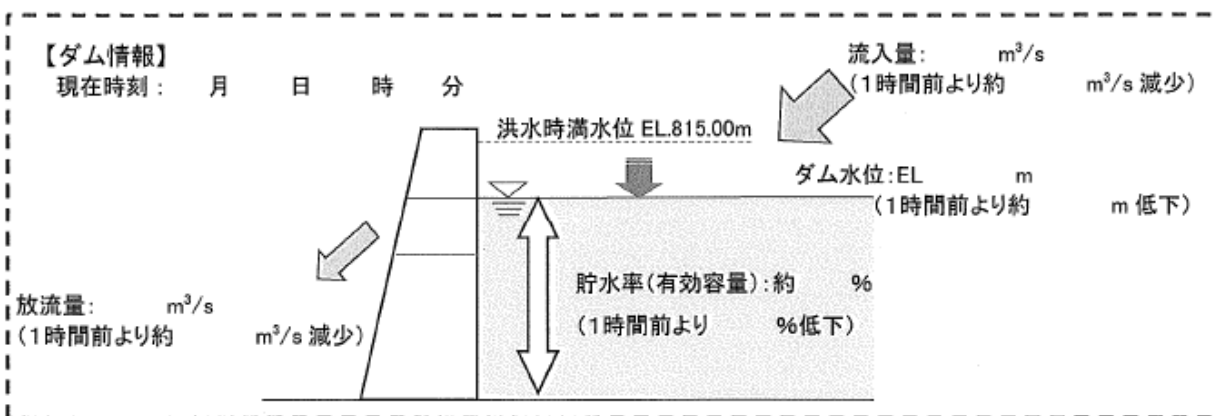 【ダム情報】
現在時刻： 月 日 時 分
流入量： m³/s
(1時間前より約 m³/s 減少)
洪水時満水位 EL.815.00m
ダム水位:EL m
(1時間前より約 m 低下)
貯水率(有効容量):約 %
(1時間前より %低下)
放流量： m³/s
(1時間前より約 m³/s 減少)